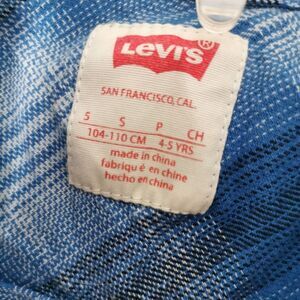 LEVI'S®
SAN FRANCISCO, CAL.
5 S P CH
104-110 CM 4-5 YRS
made in china
fabriqué en chine
hecho en china